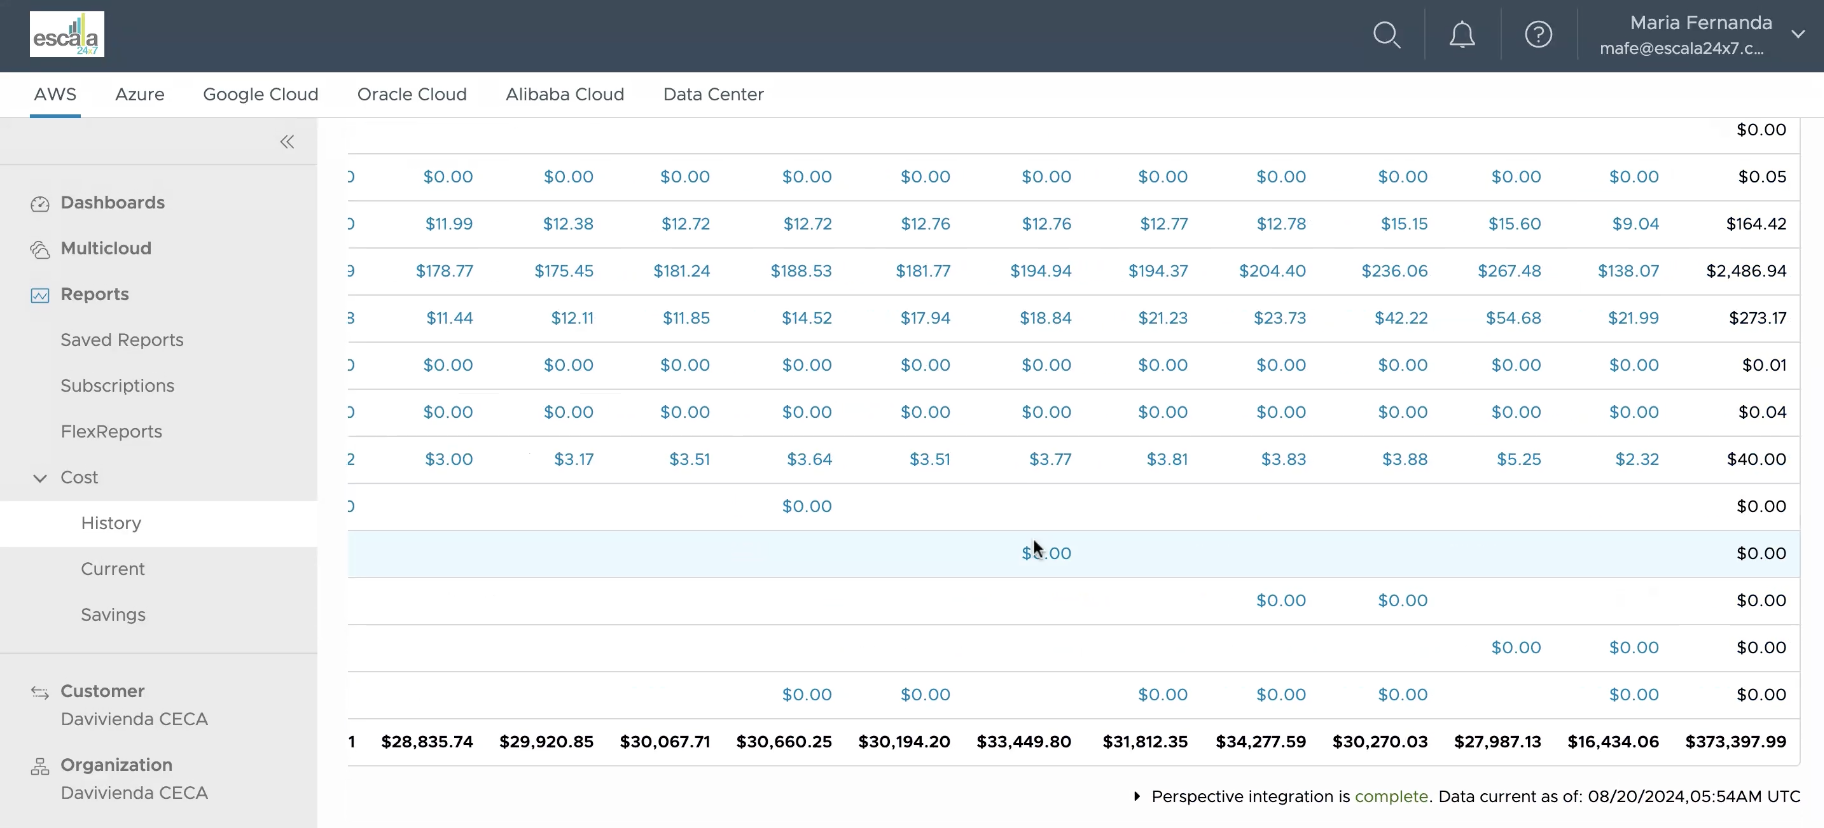 escala
24x7
Maria Fernanda
mafe@escala24x7.c...
AWS Azure Google Cloud Oracle Cloud Alibaba Cloud Data Center
Dashboards
Multicloud
Reports
Saved Reports
Subscriptions
FlexReports
Cost
History
Current
Savings
Customer
Davivienda CECA
Organization
Davivienda CECA
$0.00
$0.00 $0.00 $0.00 $0.00 $0.00 $0.00 $0.00 $0.00 $0.00 $0.00 $0.00 $0.05
$11.99 $12.38 $12.72 $12.72 $12.76 $12.76 $12.77 $12.78 $15.15 $15.60 $9.04 $164.42
9 $178.77 $175.45 $181.24 $188.53 $181.77 $194.94 $194.37 $204.40 $236.06 $267.48 $138.07 $2,486.94
$11.44 $12.11 $11.85 $14.52 $17.94 $18.84 $21.23 $23.73 $42.22 $54.68 $21.99 $273.17
$0.00 $0.00 $0.00 $0.00 $0.00 $0.00 $0.00 $0.00 $0.00 $0.00 $0.00 $0.01
$0.00 $0.00 $0.00 $0.00 $0.00 $0.00 $0.00 $0.00 $0.00 $0.00 $0.00 $0.04
2 $3.00 $3.17 $3.51 $3.64 $3.51 $3.77 $3.81 $3.83 $3.88 $5.25 $2.32 $40.00
$0.00 $0.00
$0.00
$0.00 $0.00 $0.00
$0.00 $0.00 $0.00
$0.00 $0.00 $0.00 $0.00 $0.00 $0.00 $0.00
1 $28,835.74 $29,920.85 $30,067.71 $30,660.25 $30,194.20 $33,449.80 $31,812.35 $34,277.59 $30,270.03 $27,987.13 $16,434.06 $373,397.99
Perspective integration is complete. Data current as of: 08/20/2024,05:54AM UTC